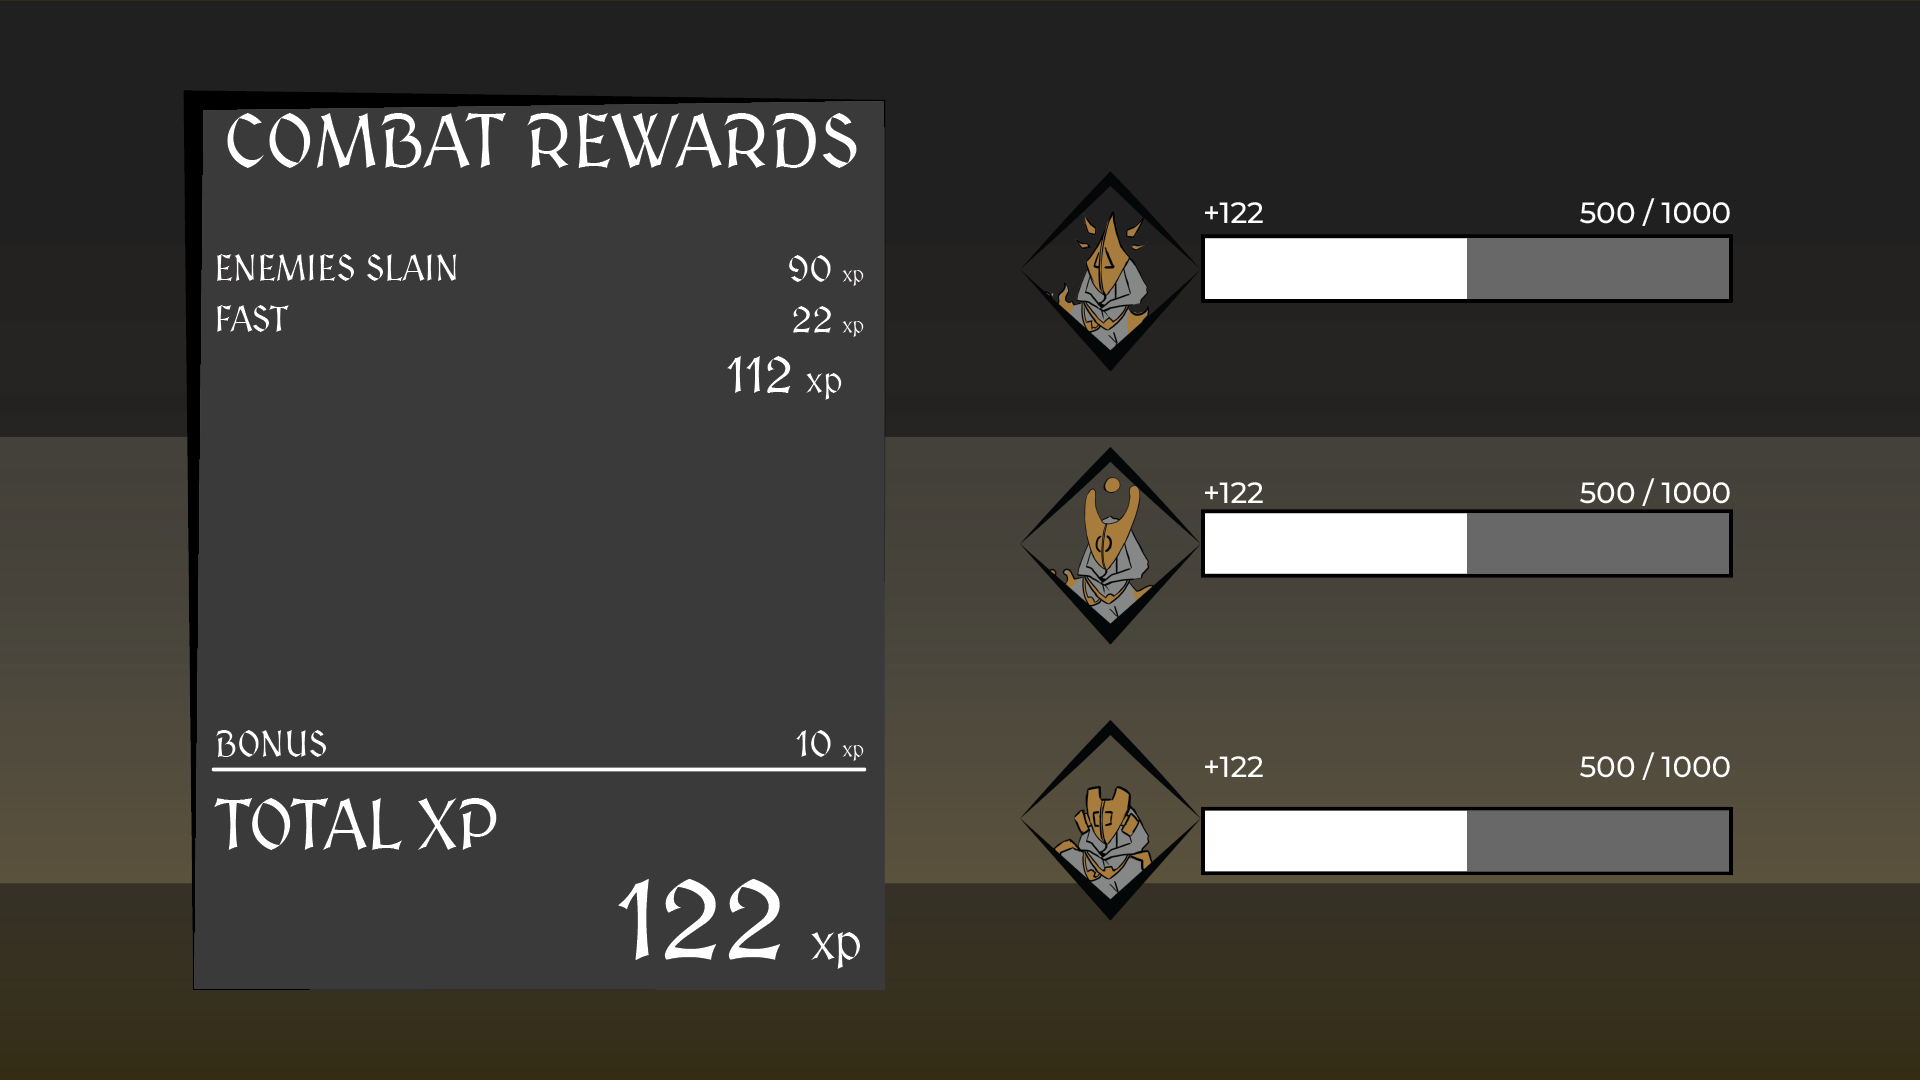 COMBAT REWARDS
ENEMIES SLAIN 90 xp
FAST 22 xp
112 xp
BONUS 10 xp
TOTAL XP
122 xp
+122 500 / 1000
+122 500 / 1000
+122 500 / 1000